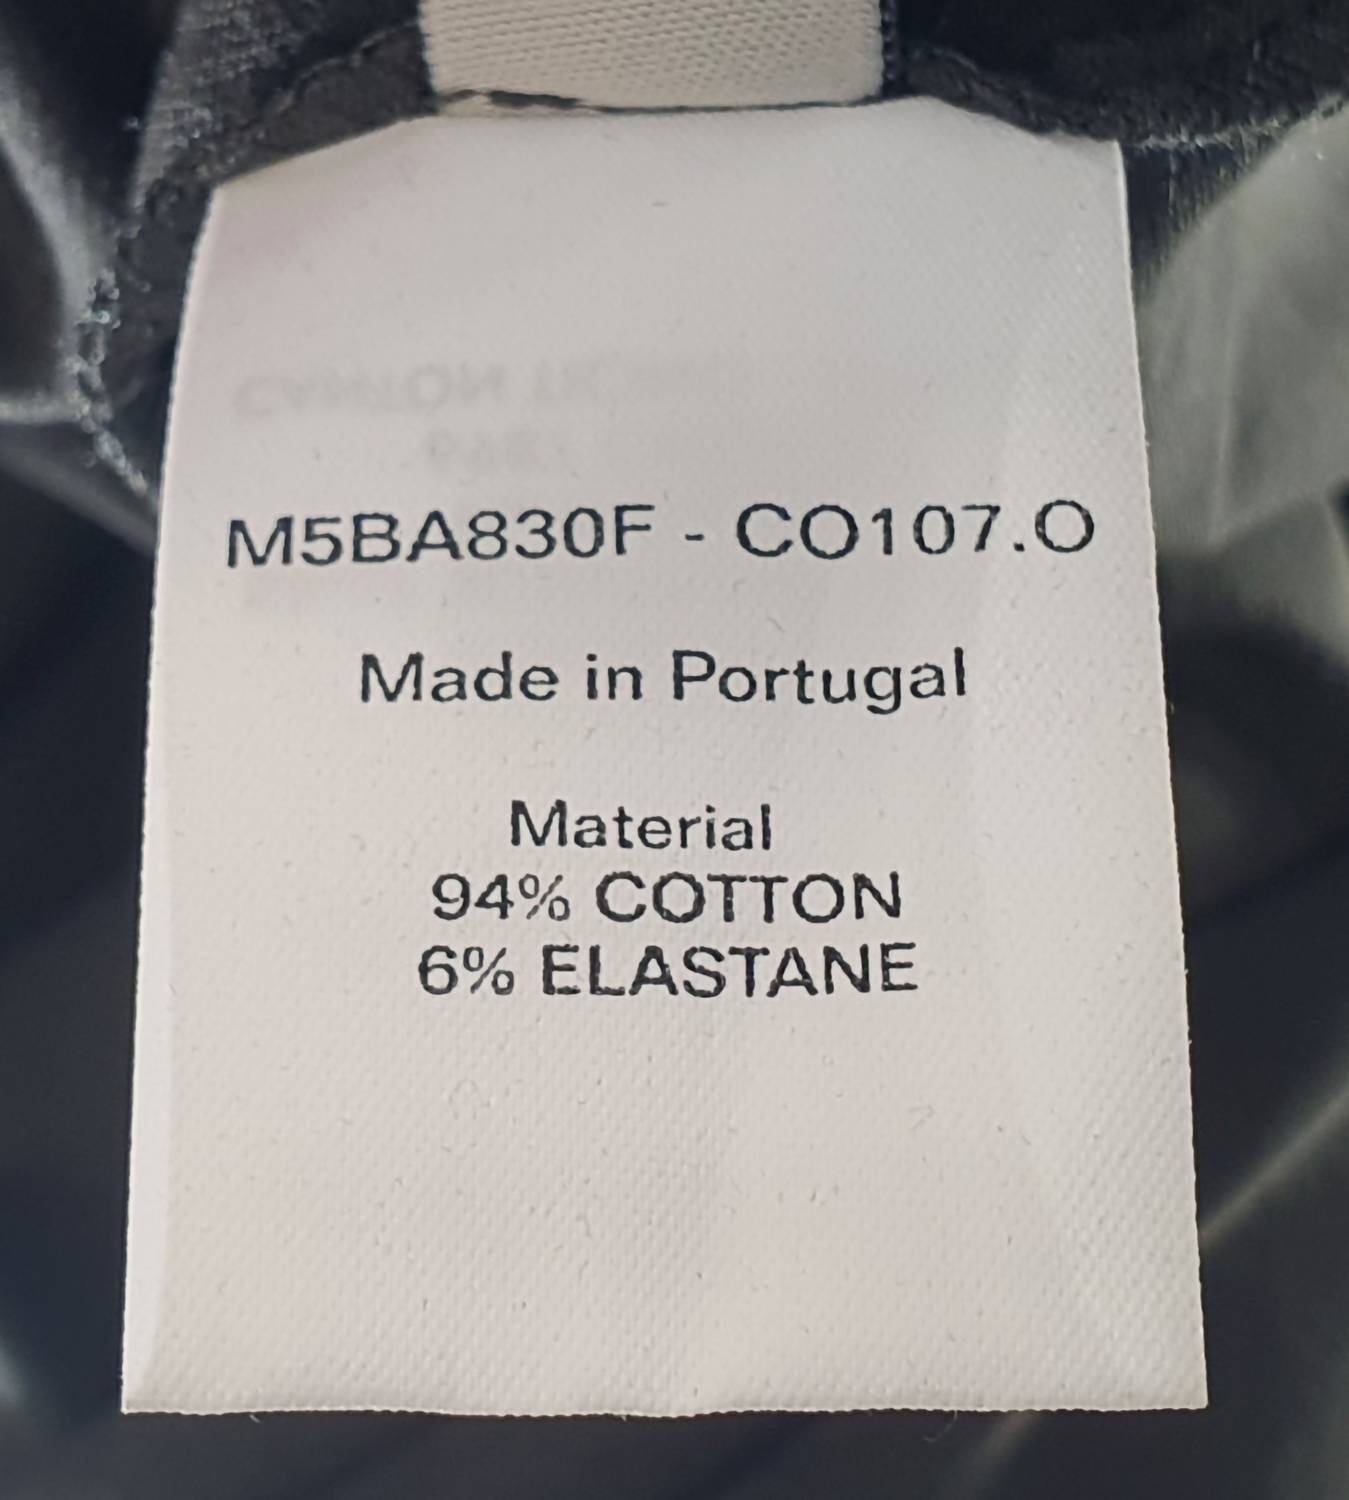 M5BA830F - CO107.O
Made in Portugal
Material
94% COTTON
6% ELASTANE